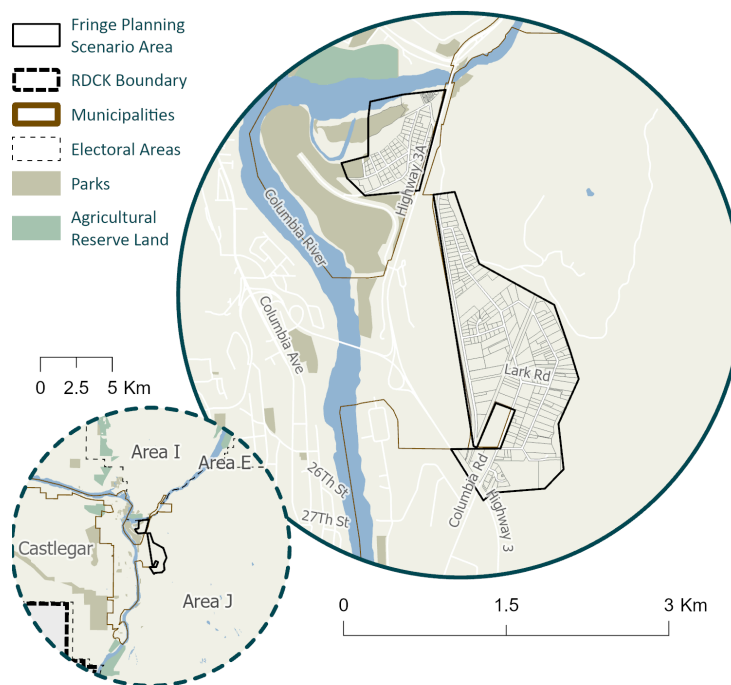 Fringe Planning
Scenario Area
RDCK Boundary
Municipalities
Electoral Areas
Parks
Agricultural
Reserve Land
Highway 3A
Columbia River
Columbia Ave
Lark Rd
26Th St
27Th St
Columbia Rd
Highway 3
0 2.5 5 Km
Area I
Area E
Castlegar
Area J
0 1.5 3 Km